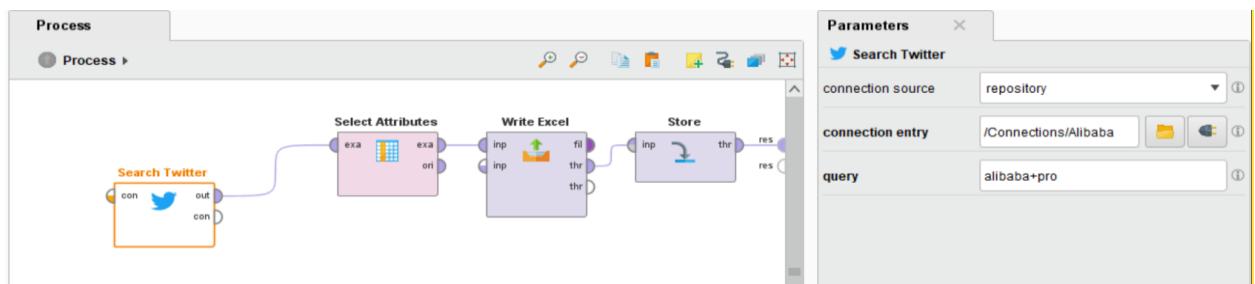 Process
Process
Select Attributes
exa exa
ori
Write Excel
inp fil
inp thr
thr
Store
inp thr
res
res
Search Twitter
con out
con
Parameters
Search Twitter
connection source repository
connection entry /Connections/Alibaba
query alibaba+pro